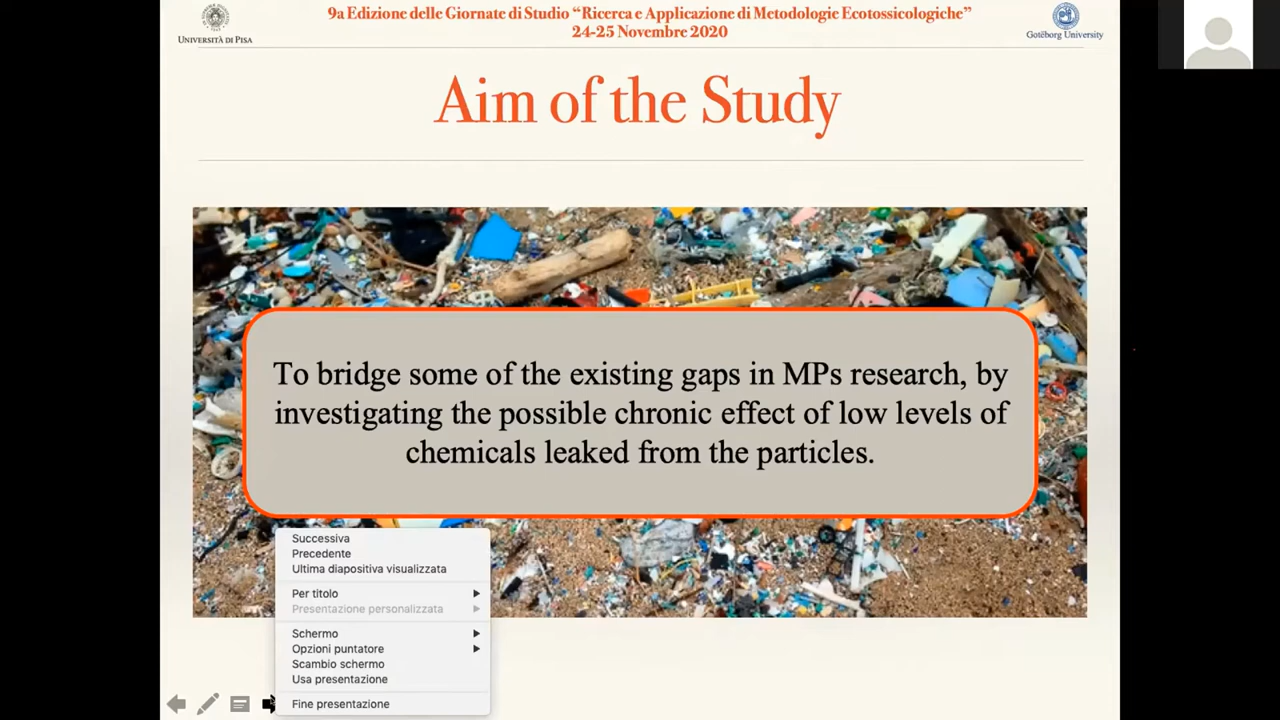 9a Edizione delle Giornate di Studio “Ricerca e Applicazione di Metodologie Ecotossicologiche”
24-25 Novembre 2020
UNIVERSITÀ DI PISA
Gotëborg University
Aim of the Study
To bridge some of the existing gaps in MPs research, by
investigating the possible chronic effect of low levels of
chemicals leaked from the particles.
Successiva
Precedente
Ultima diapositiva visualizzata
Per titolo
Presentazione personalizzata
Schermo
Opzioni puntatore
Scambio schermo
Usa presentazione
Fine presentazione